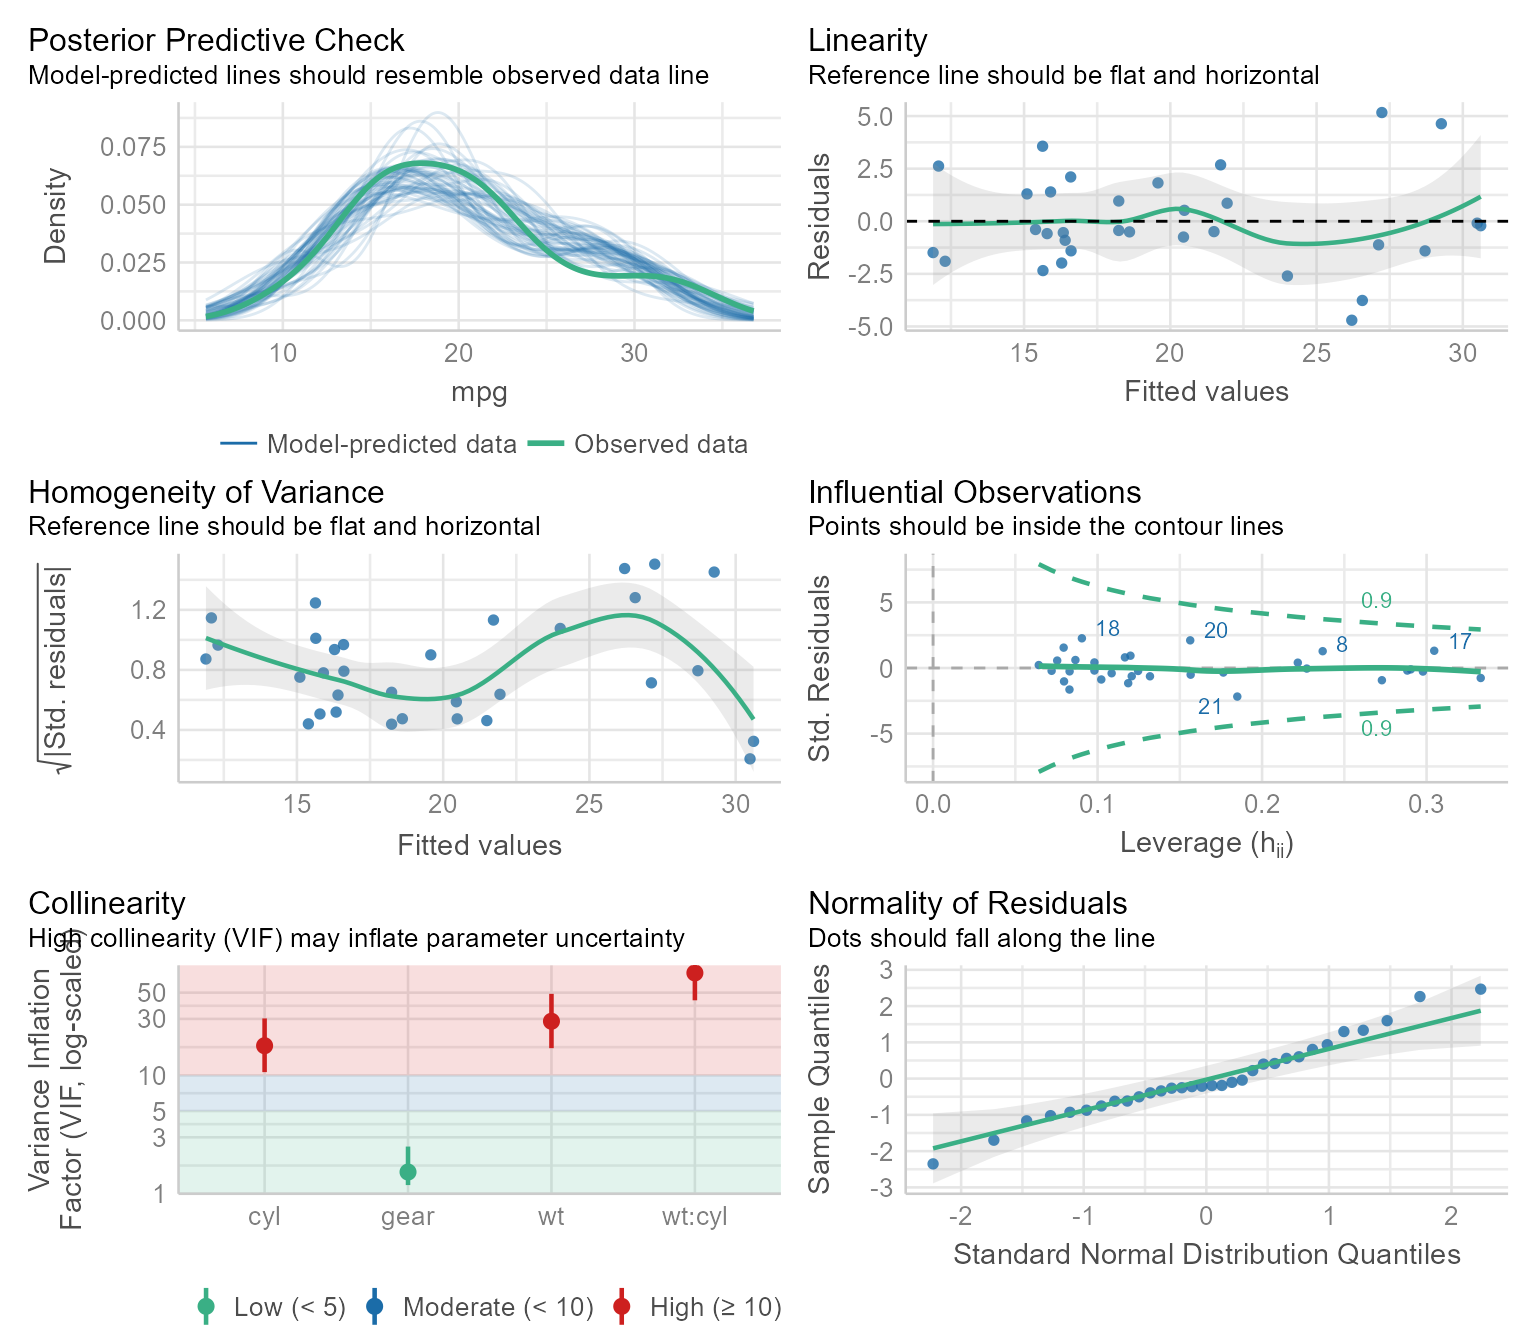 Posterior Predictive Check
Model-predicted lines should resemble observed data line
Density
0.075
0.050
0.025
0.000
10 20 30
mpg
Model-predicted data Observed data
Linearity
Reference line should be flat and horizontal
Residuals
5.0
2.5
0.0
-2.5
-5.0
15 20 25 30
Fitted values
Homogeneity of Variance
Reference line should be flat and horizontal
√|Std. residuals|
1.2
0.8
0.4
15 20 25 30
Fitted values
Influential Observations
Points should be inside the contour lines
Std. Residuals
5
0
-5
0.9
18 20 8 17
21
0.9
0.0 0.1 0.2 0.3
Leverage (hii)
Collinearity
High collinearity (VIF) may inflate parameter uncertainty
Variance Inflation
Factor (VIF, log-scaled)
50
30
10
5
3
1
cyl gear wt wt:cyl
Low (< 5) Moderate (< 10) High (≥ 10)
Normality of Residuals
Dots should fall along the line
Sample Quantiles
3
2
1
0
-1
-2
-3
-2 -1 0 1 2
Standard Normal Distribution Quantiles